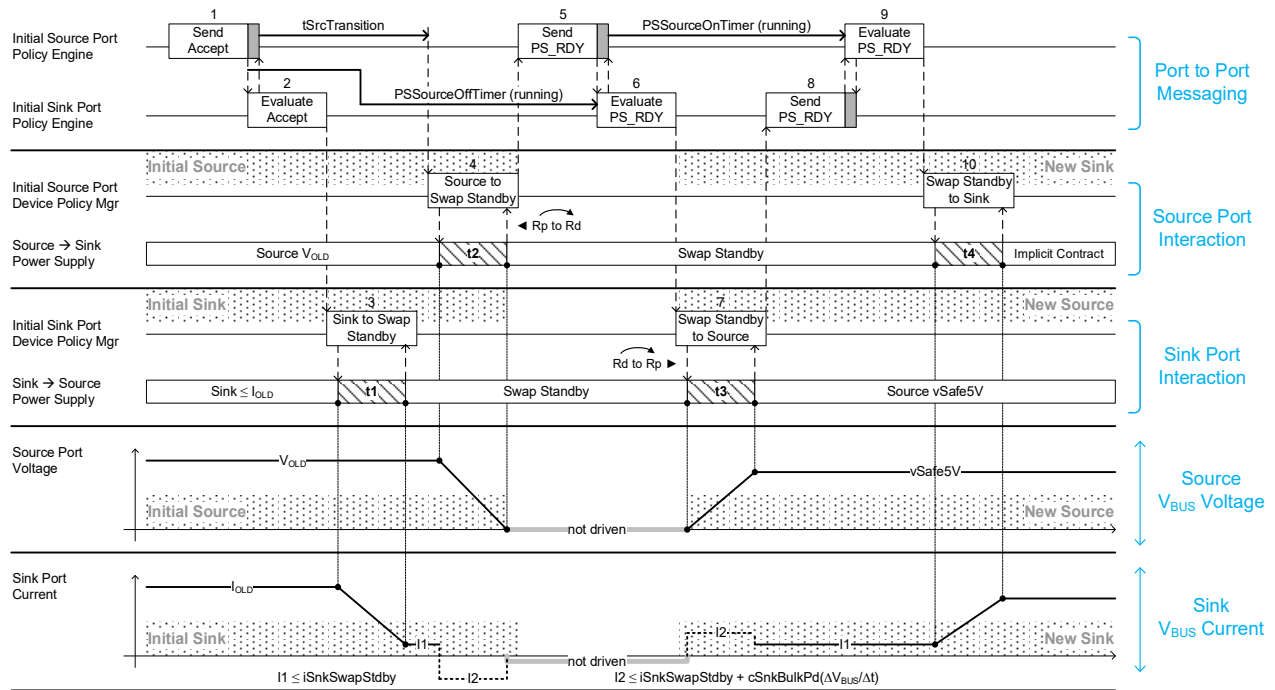 1
5
9
Initial Source Port
Policy Engine
Send
Accept
tSrcTransition
Send
PS_RDY
PSSourceOnTimer (running)
Evaluate
PS_RDY
Port to Port
Messaging
2
6
8
Initial Sink Port
Policy Engine
Evaluate
Accept
PSSourceOffTimer (running)
Evaluate
PS_RDY
Send
PS_RDY
Initial Source
4
10
New Sink
Initial Source Port
Device Policy Mgr
Source to
Swap Standby
Swap Standby
to Sink
Rp to Rd
Source Port
Interaction
Source → Sink
Power Supply
Source VOLD
t2
Swap Standby
t4
Implicit Contract
Initial Sink
3
7
New Source
Initial Sink Port
Device Policy Mgr
Sink to Swap
Standby
Swap Standby
to Source
Rd to Rp
Sink Port
Interaction
Sink → Source
Power Supply
Sink ≤ IOLD
t1
Swap Standby
t3
Source vSafe5V
Source Port
Voltage
VOLD
vSafe5V
Initial Source
not driven
New Source
Source
VBUS Voltage
Sink Port
Current
IOLD
Initial Sink
I1
I2
not driven
I2
I1
New Sink
Sink
VBUS Current
I1 ≤ iSnkSwapStdby
I2 ≤ iSnkSwapStdby + cSnkBulkPd(ΔVBUS/Δt)